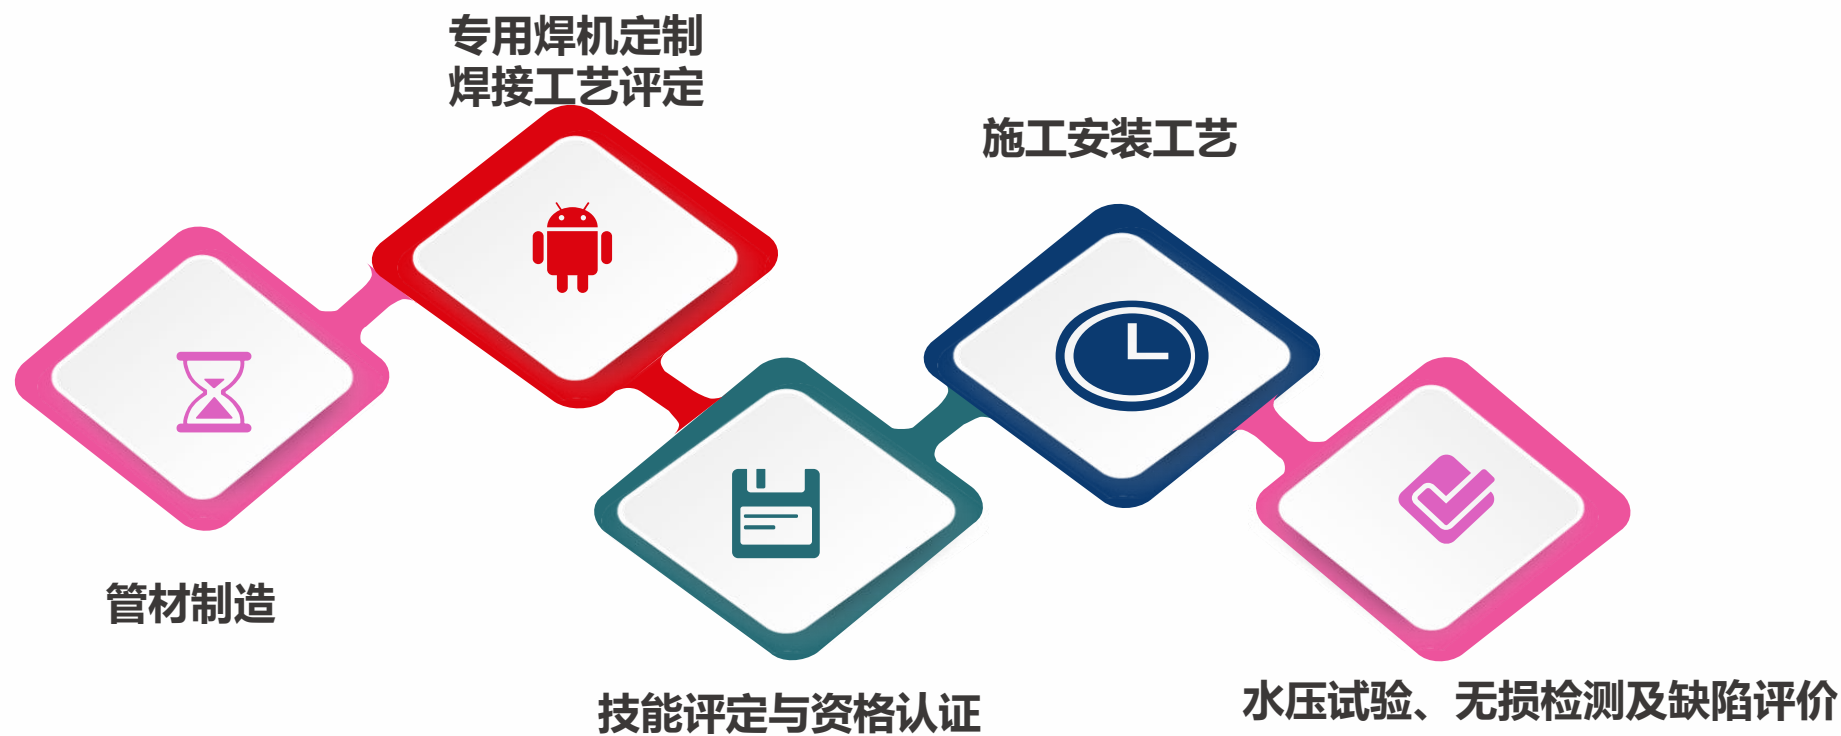 专用焊机定制
焊接工艺评定
施工安装工艺
管材制造
技能评定与资格认证
水压试验、无损检测及缺陷评价